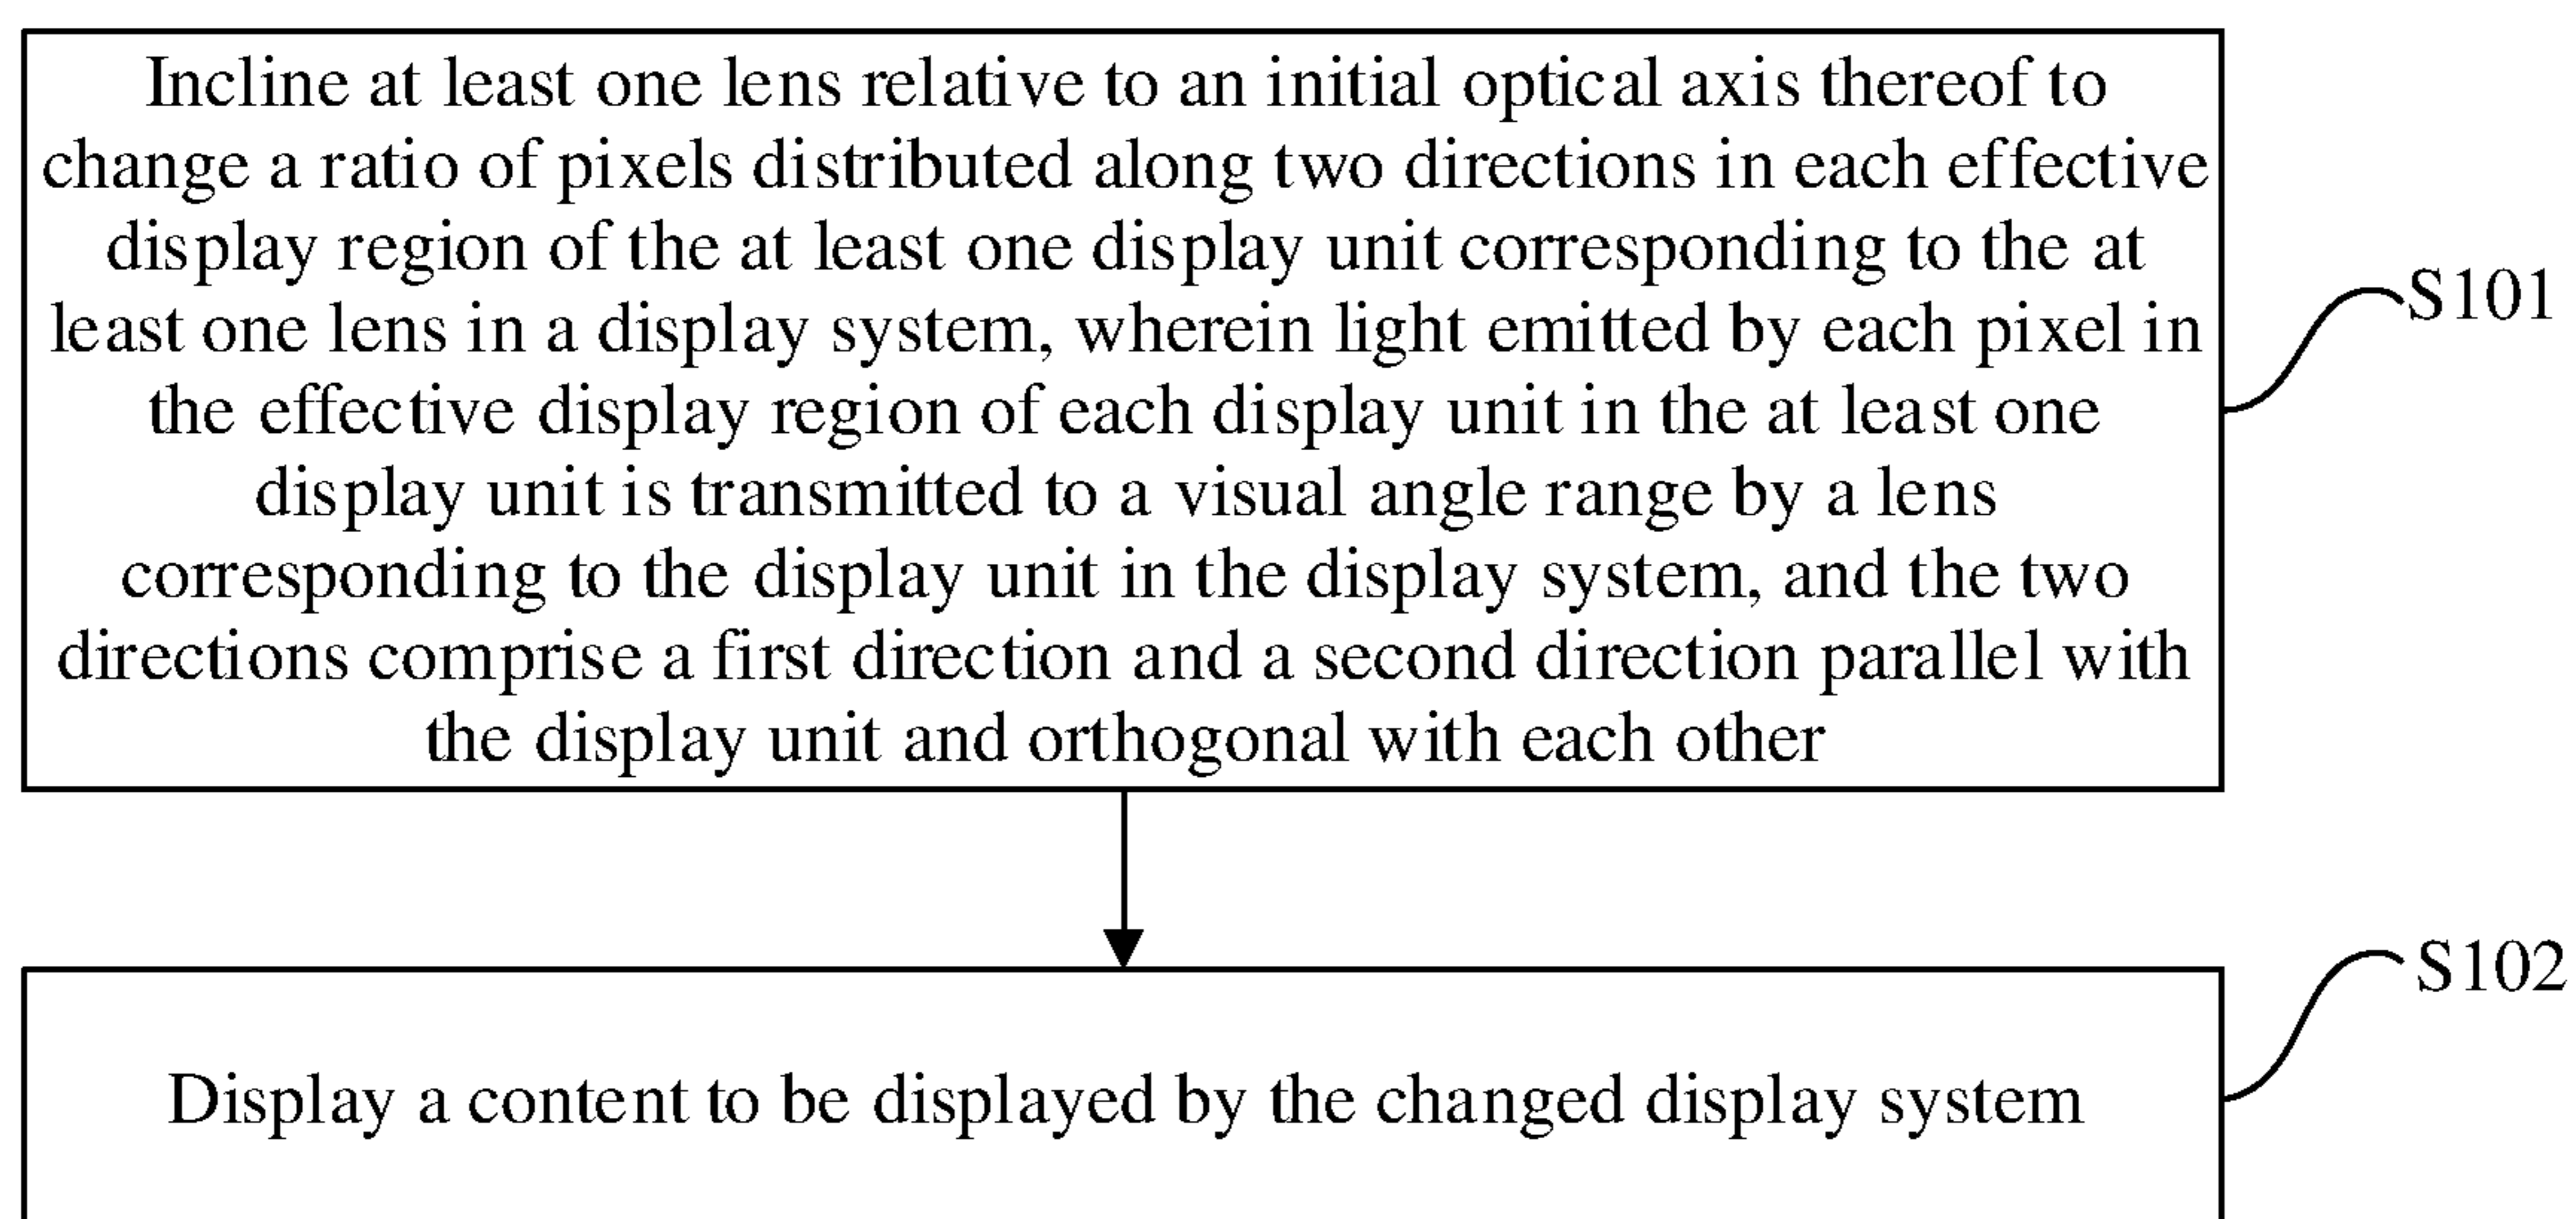 Incline at least one lens relative to an initial optical axis thereof to
change a ratio of pixels distributed along two directions in each effective
display region of the at least one display unit corresponding to the at
least one lens in a display system, wherein light emitted by each pixel in
the effective display region of each display unit in the at least one
display unit is transmitted to a visual angle range by a lens
corresponding to the display unit in the display system, and the two
directions comprise a first direction and a second direction parallel with
the display unit and orthogonal with each other
S101
Display a content to be displayed by the changed display system
S102